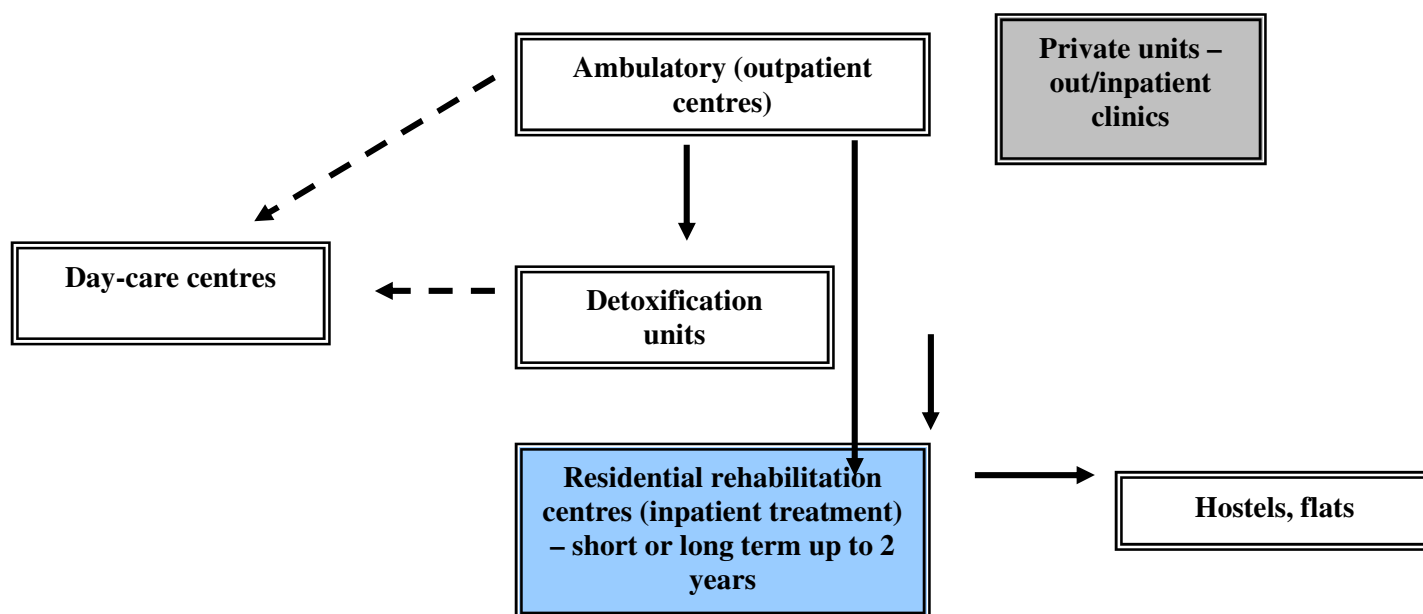 Ambulatory (outpatient
centres)
Private units –
out/inpatient
clinics
Day-care centres
Detoxification
units
Residential rehabilitation
centres (inpatient treatment)
– short or long term up to 2
years
Hostels, flats